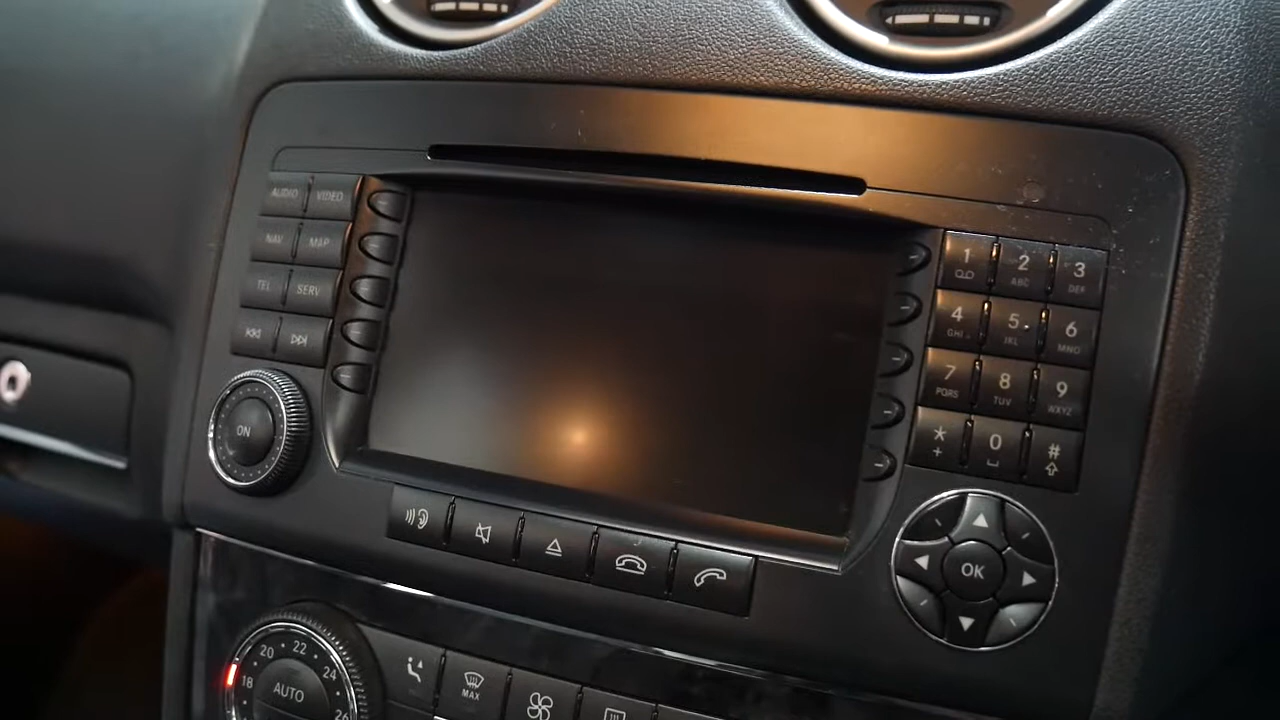 AUDIO VIDEO
NAV MAP
TEL SERV
ON
1 2 ABC 3 DEF
4 GHI 5 JKL 6 MNO
7 PQRS 8 TUV 9 WXYZ
* + 0 #
OK
18 20 22 24 26
AUTO
MAX